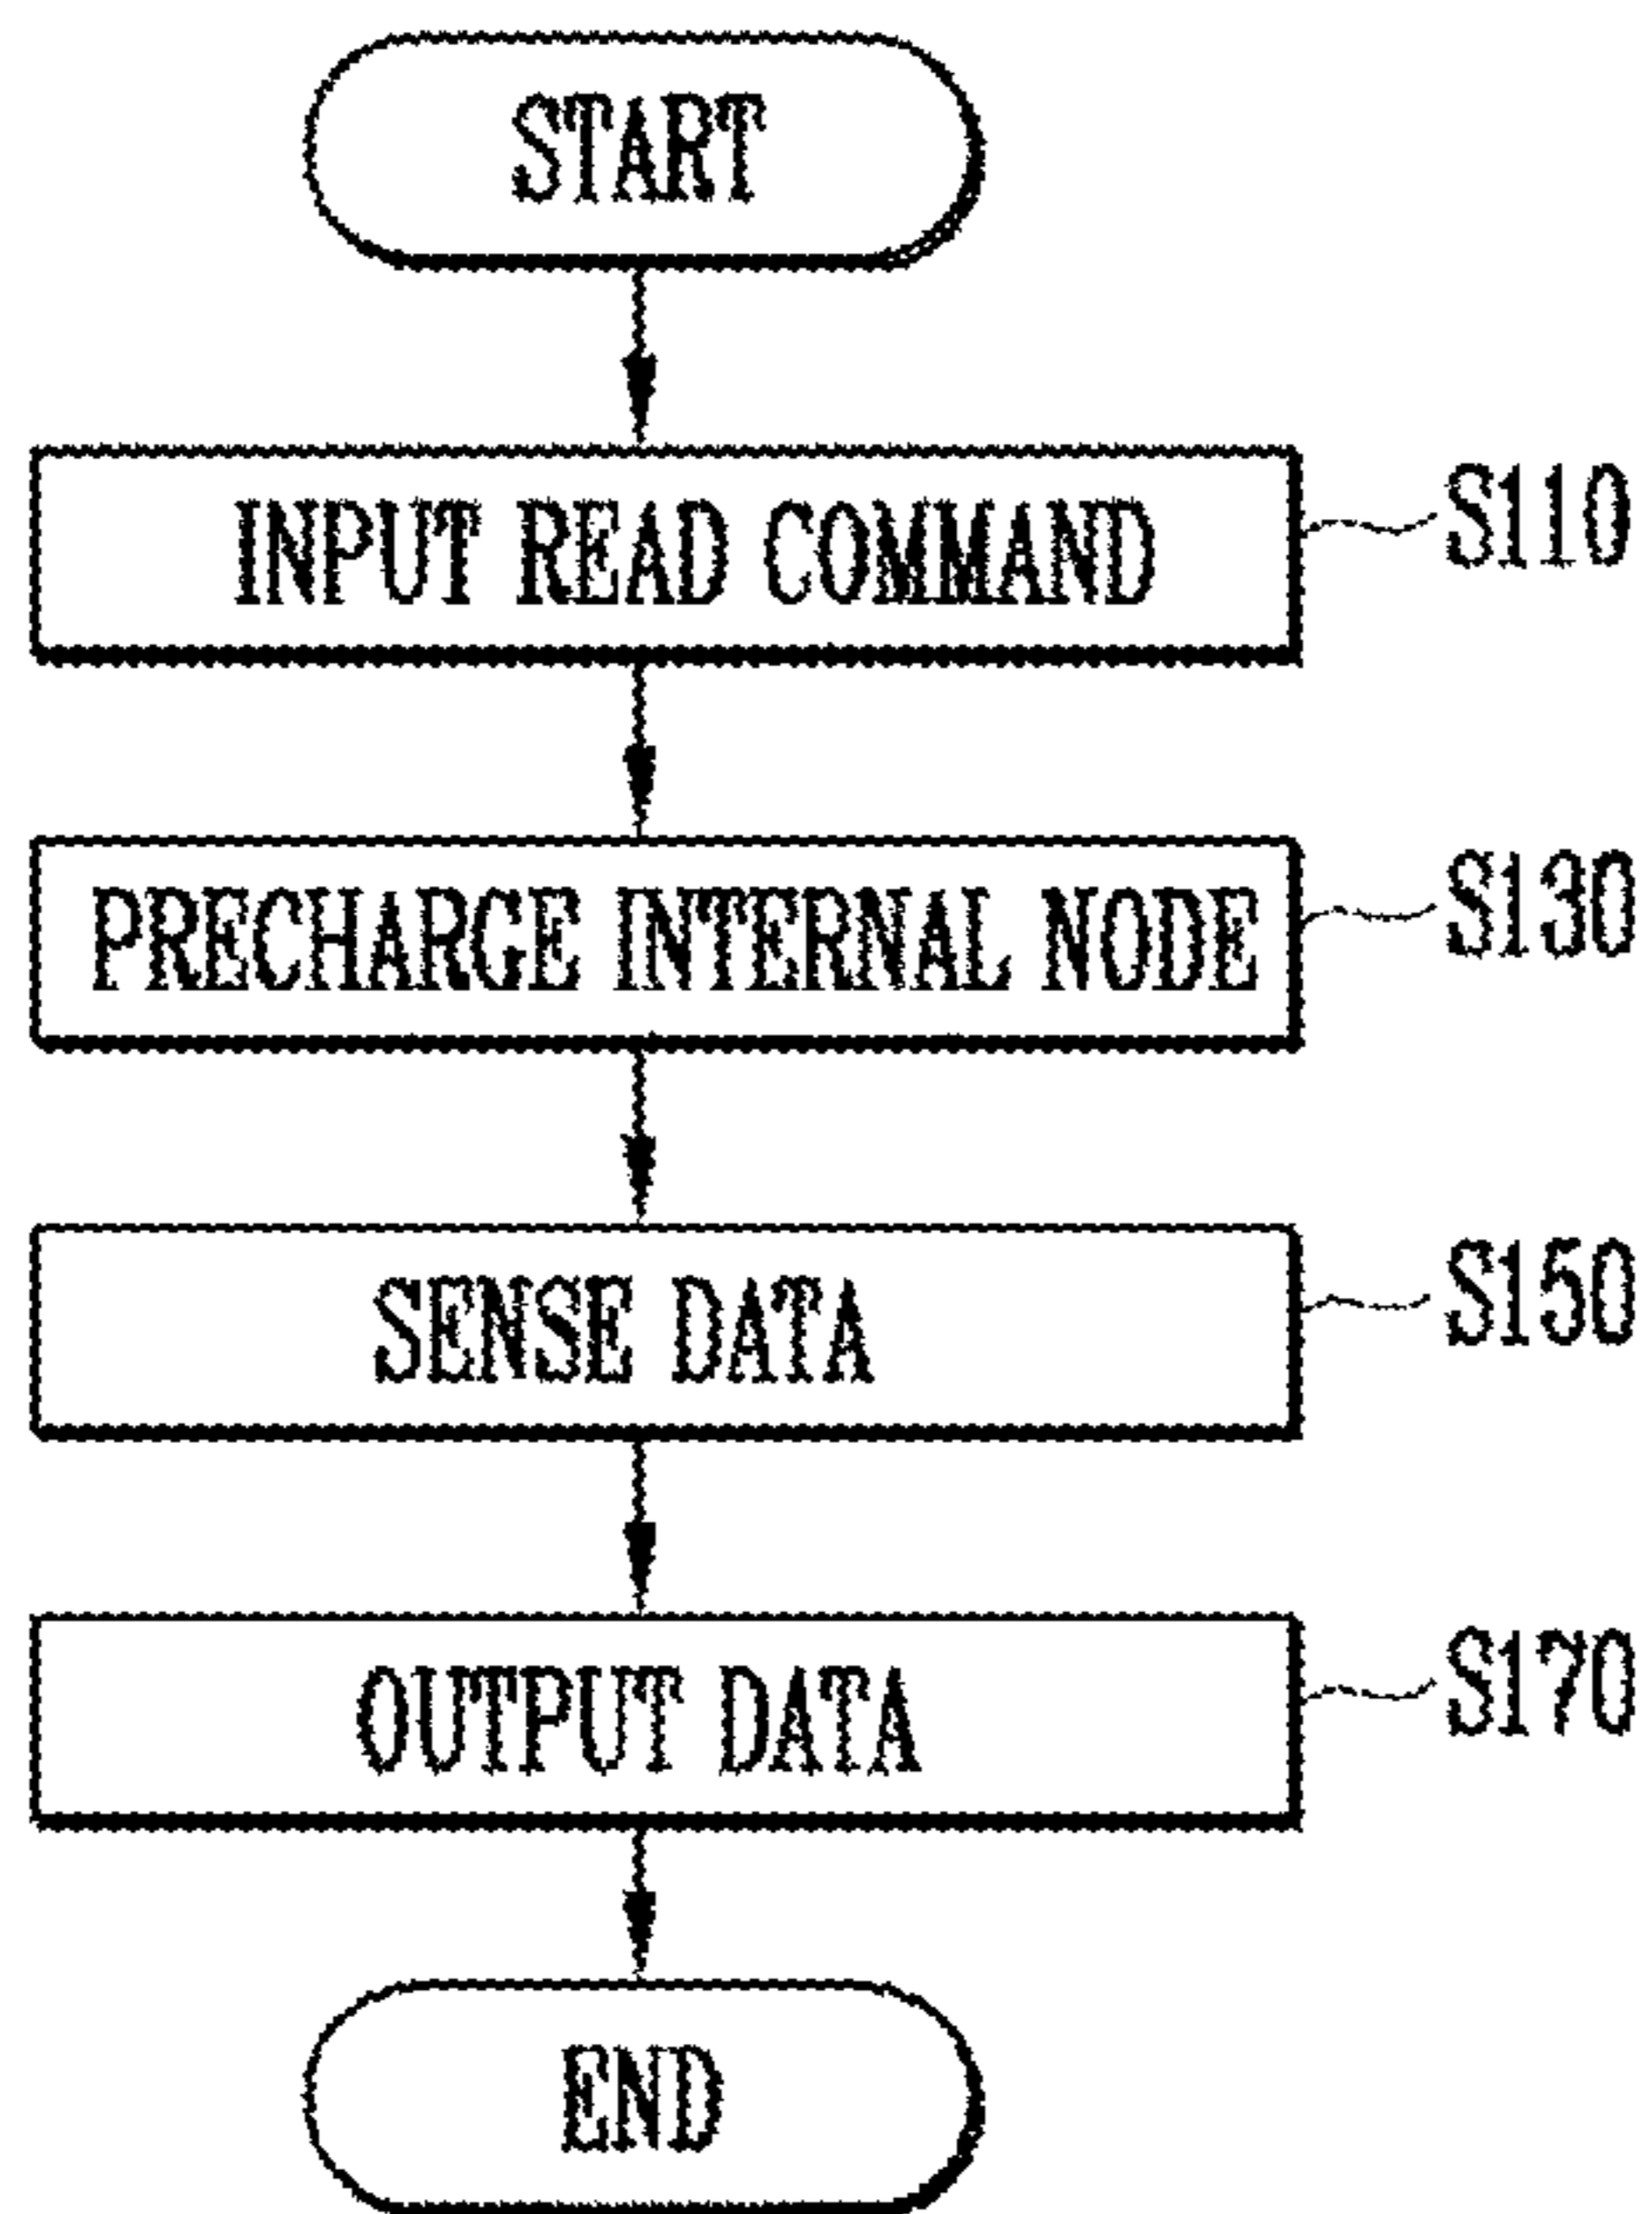 START
INPUT READ COMMAND
S110
PRECHARGE INTERNAL NODE
S130
SENSE DATA
S150
OUTPUT DATA
S170
END